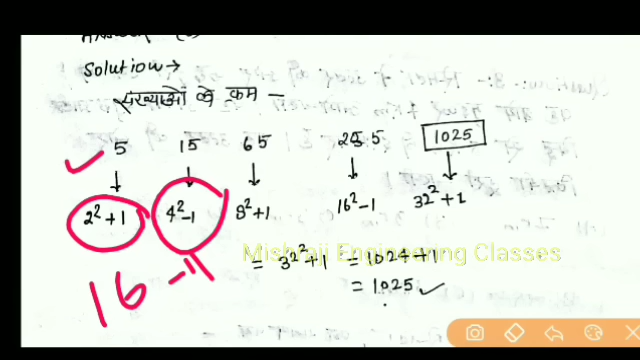 Solution →
संख्याओं के क्रम —
5 15 65 255 1025
↓ ↓ ↓ ↓ ↓
2²+1 4²-1 8²+1 16²-1 32²+1
= 32²+1 = 1024+1
= 1025 ✓
16 -1
Mishraji Engineering Classes